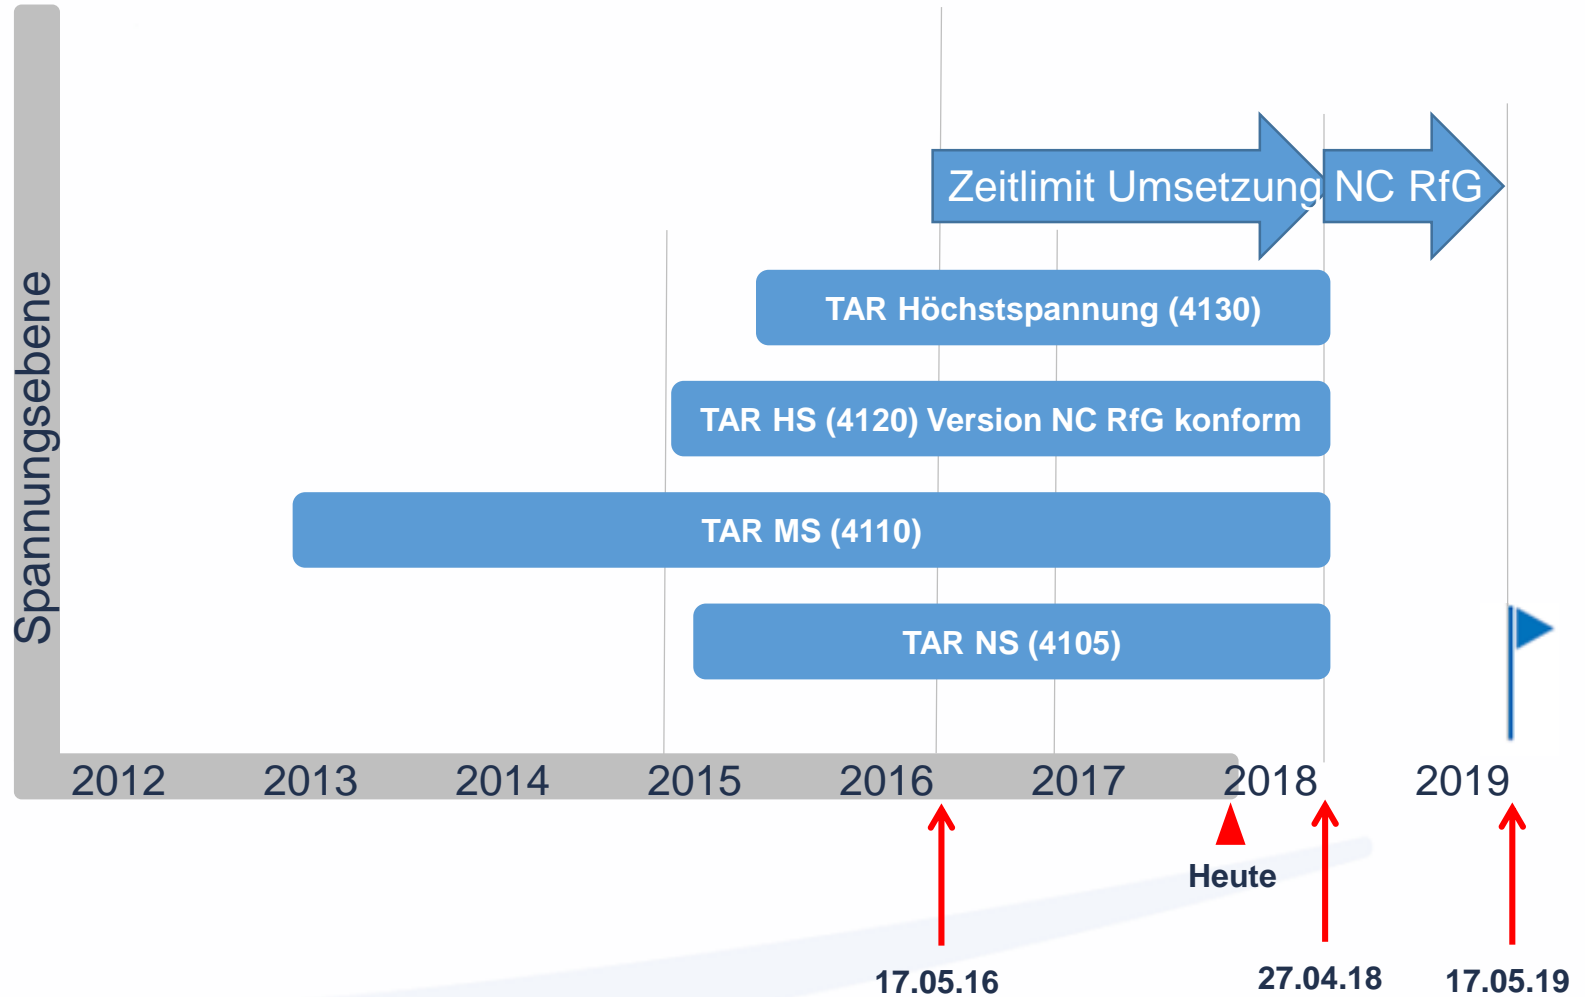 Spannungsebene
Zeitlimit Umsetzung NC RfG
TAR Höchstspannung (4130)
TAR HS (4120) Version NC RfG konform
TAR MS (4110)
TAR NS (4105)
2012 2013 2014 2015 2016 2017 2018 2019
Heute
17.05.16 27.04.18 17.05.19